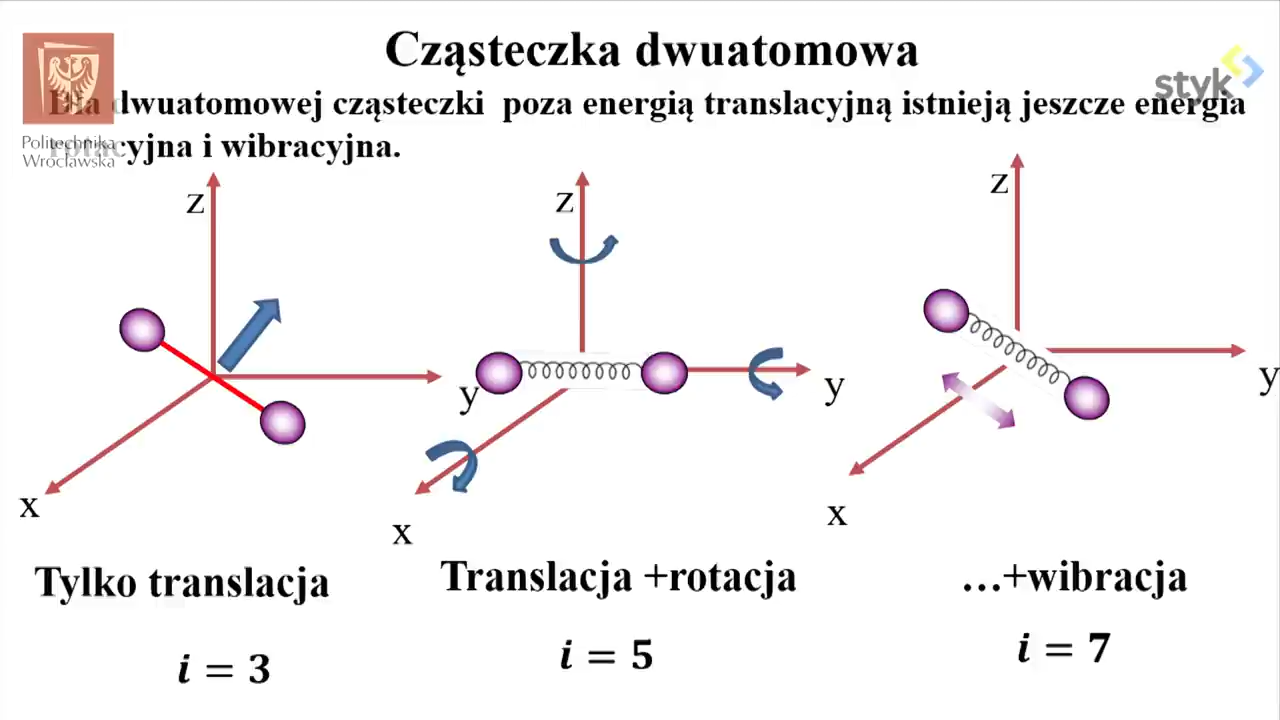 Cząsteczka dwuatomowa
styk
dwuatomowej cząsteczki poza energią translacyjną istnieją jeszcze energia
Politechnika
Wrocławska
yjna i wibracyjna.
z
z
z
y
y
y
x
x
x
Tylko translacja
Translacja +rotacja
…+wibracja
i = 3
i = 5
i = 7